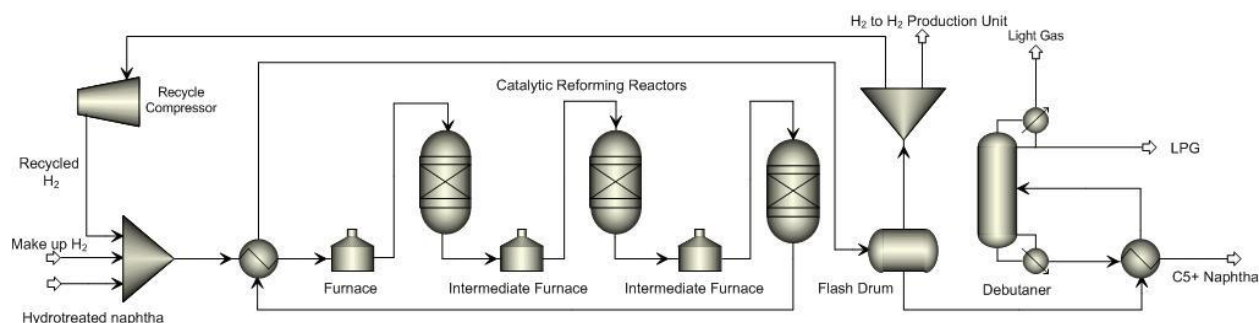 H₂ to H₂ Production Unit
Light Gas
Recycle
Compressor
Catalytic Reforming Reactors
LPG
Recycled
H₂
Make up H₂
Hydrotreated naphtha
Furnace
Intermediate Furnace
Intermediate Furnace
Flash Drum
Debutaner
C5+ Naphtha